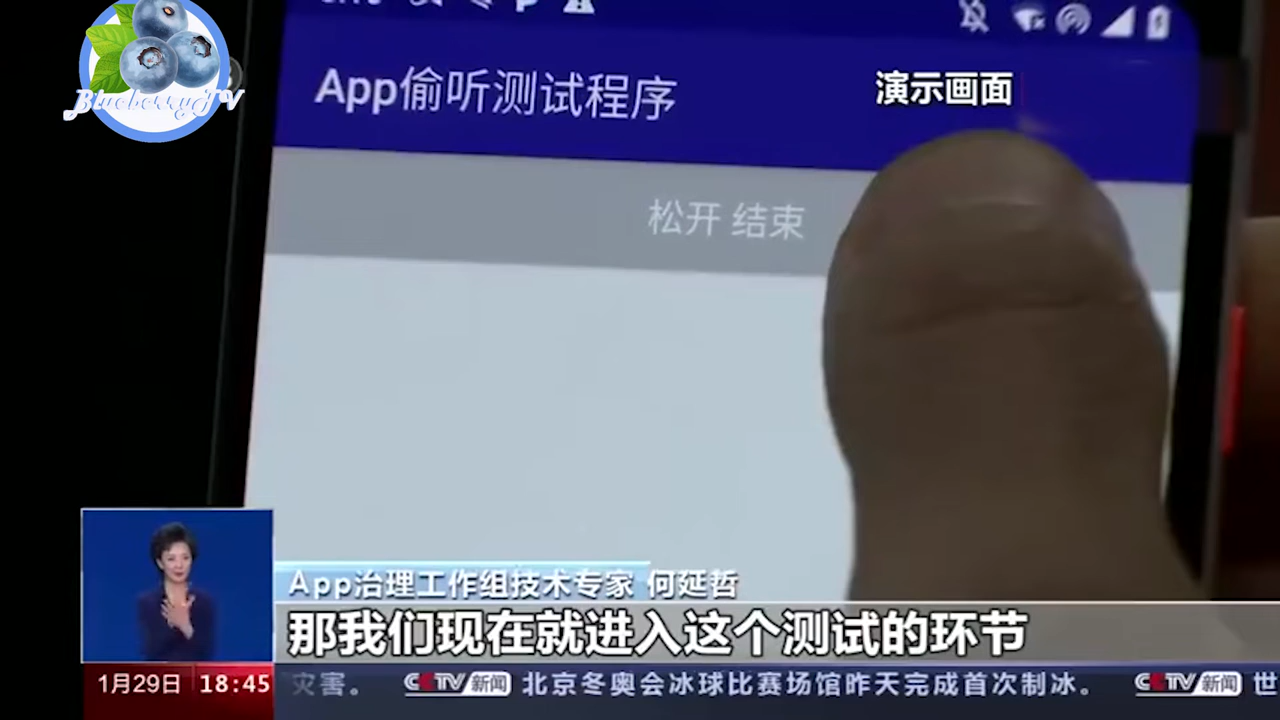 BlueberryTV
App偷听测试程序
演示画面
松开 结束
App治理工作组技术专家 何延哲
那我们现在就进入这个测试的环节
1月29日 18:45
灾害。 CCTV新闻 北京冬奥会冰球比赛场馆昨天完成首次制冰。 CCTV新闻 世